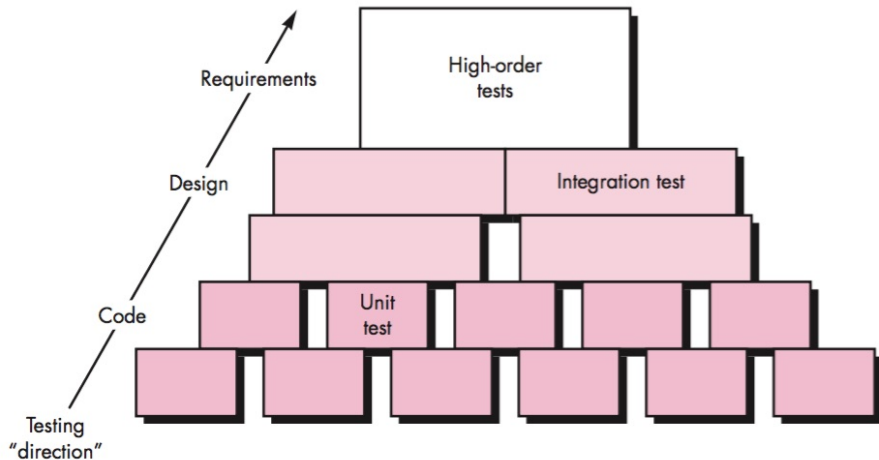 Requirements
High-order
tests
Design
Integration test
Code
Unit
test
Testing
“direction”